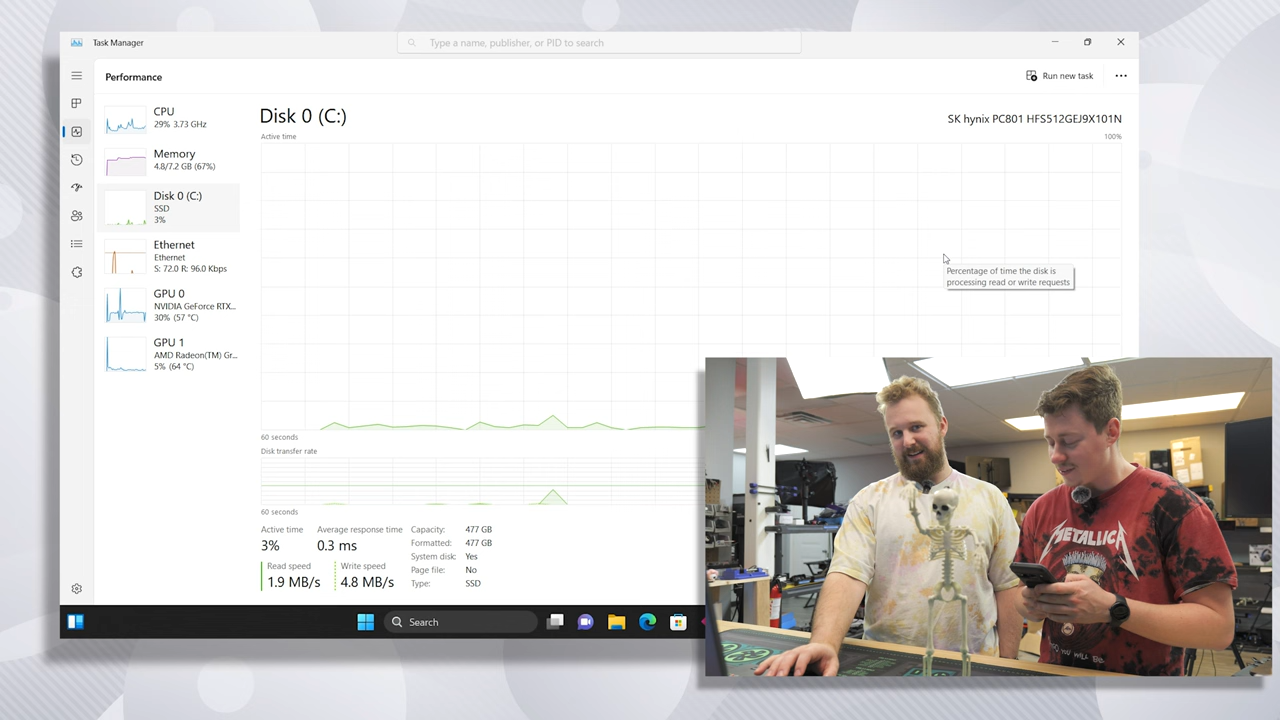 Task Manager
Type a name, publisher, or PID to search
Performance
Run new task
CPU
29% 3.73 GHz
Memory
4.8/7.2 GB (67%)
Disk 0 (C:)
SSD
3%
Ethernet
Ethernet
S: 72.0 R: 96.0 Kbps
GPU 0
NVIDIA GeForce RTX...
30% (57 °C)
GPU 1
AMD Radeon(TM) Gr...
5% (64 °C)
Disk 0 (C:)
SK hynix PC801 HFS512GEJ9X101N
Active time
100%
Percentage of time the disk is
processing read or write requests
60 seconds
Disk transfer rate
60 seconds
Active time
3%
Average response time
0.3 ms
Read speed
1.9 MB/s
Write speed
4.8 MB/s
Capacity: 477 GB
Formatted: 477 GB
System disk: Yes
Page file: No
Type: SSD
Search
METALLICA